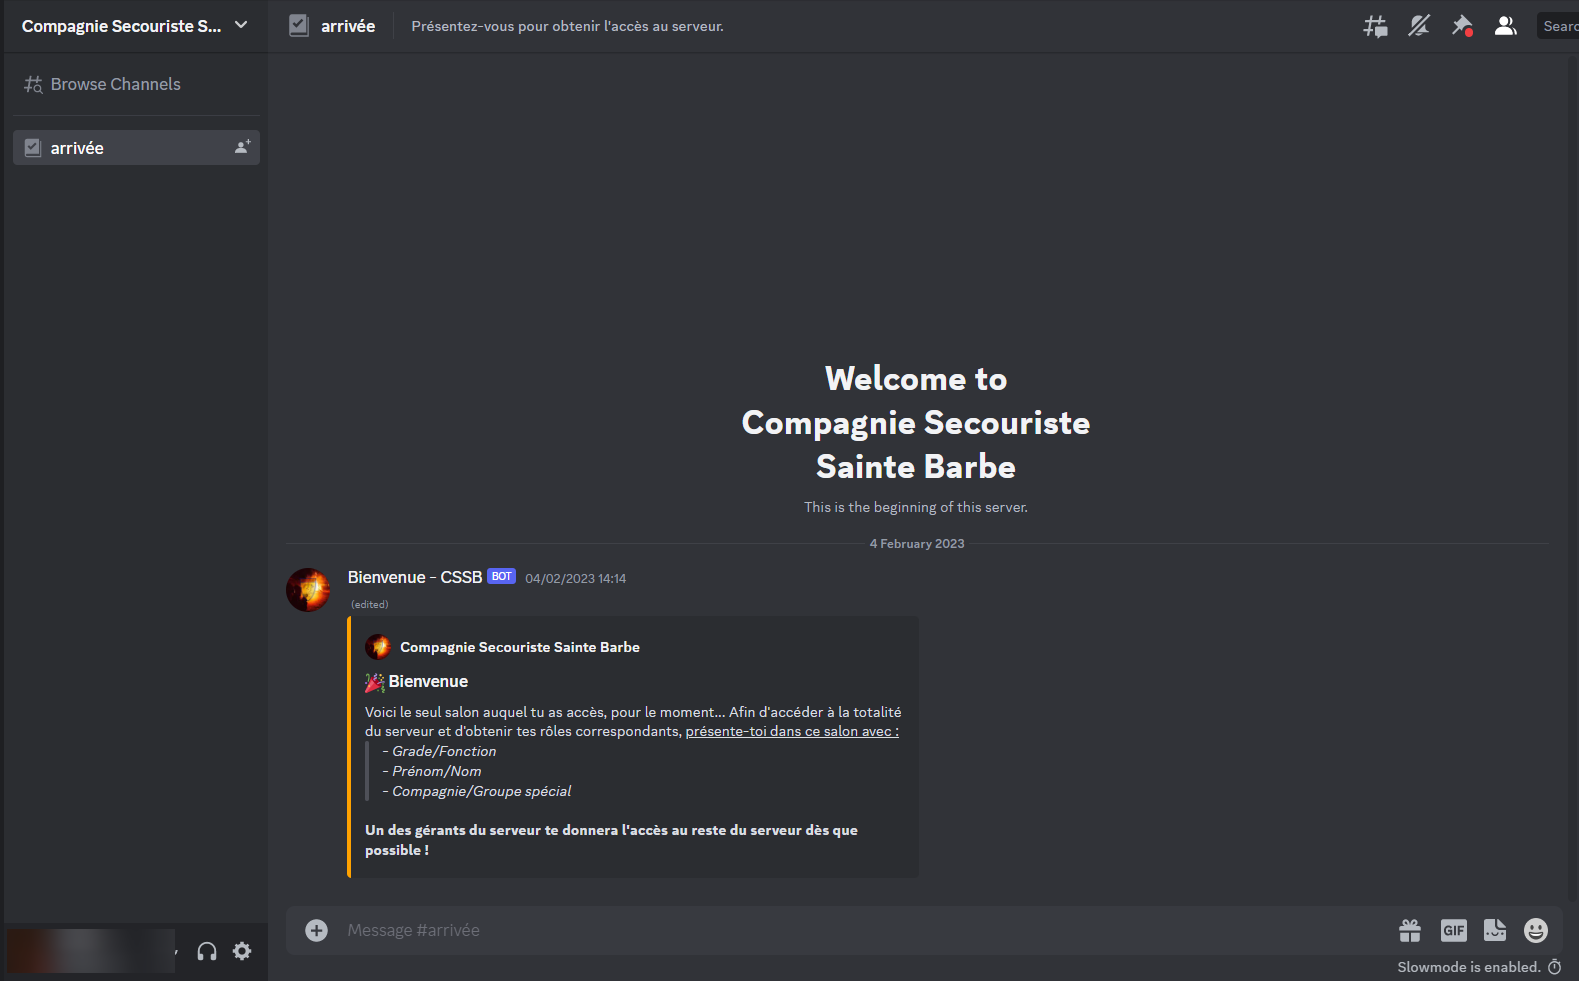 Compagnie Secouriste S...
arrivée
Présentez-vous pour obtenir l'accès au serveur.
Searc
Browse Channels
arrivée
Welcome to
Compagnie Secouriste
Sainte Barbe
This is the beginning of this server.
4 February 2023
Bienvenue - CSSB BOT 04/02/2023 14:14
(edited)
Compagnie Secouriste Sainte Barbe
Bienvenue
Voici le seul salon auquel tu as accès, pour le moment... Afin d'accéder à la totalité
du serveur et d'obtenir tes rôles correspondants, présente-toi dans ce salon avec :
- Grade/Fonction
- Prénom/Nom
- Compagnie/Groupe spécial
Un des gérants du serveur te donnera l'accès au reste du serveur dès que
possible !
Message #arrivée
GIF
Slowmode is enabled.